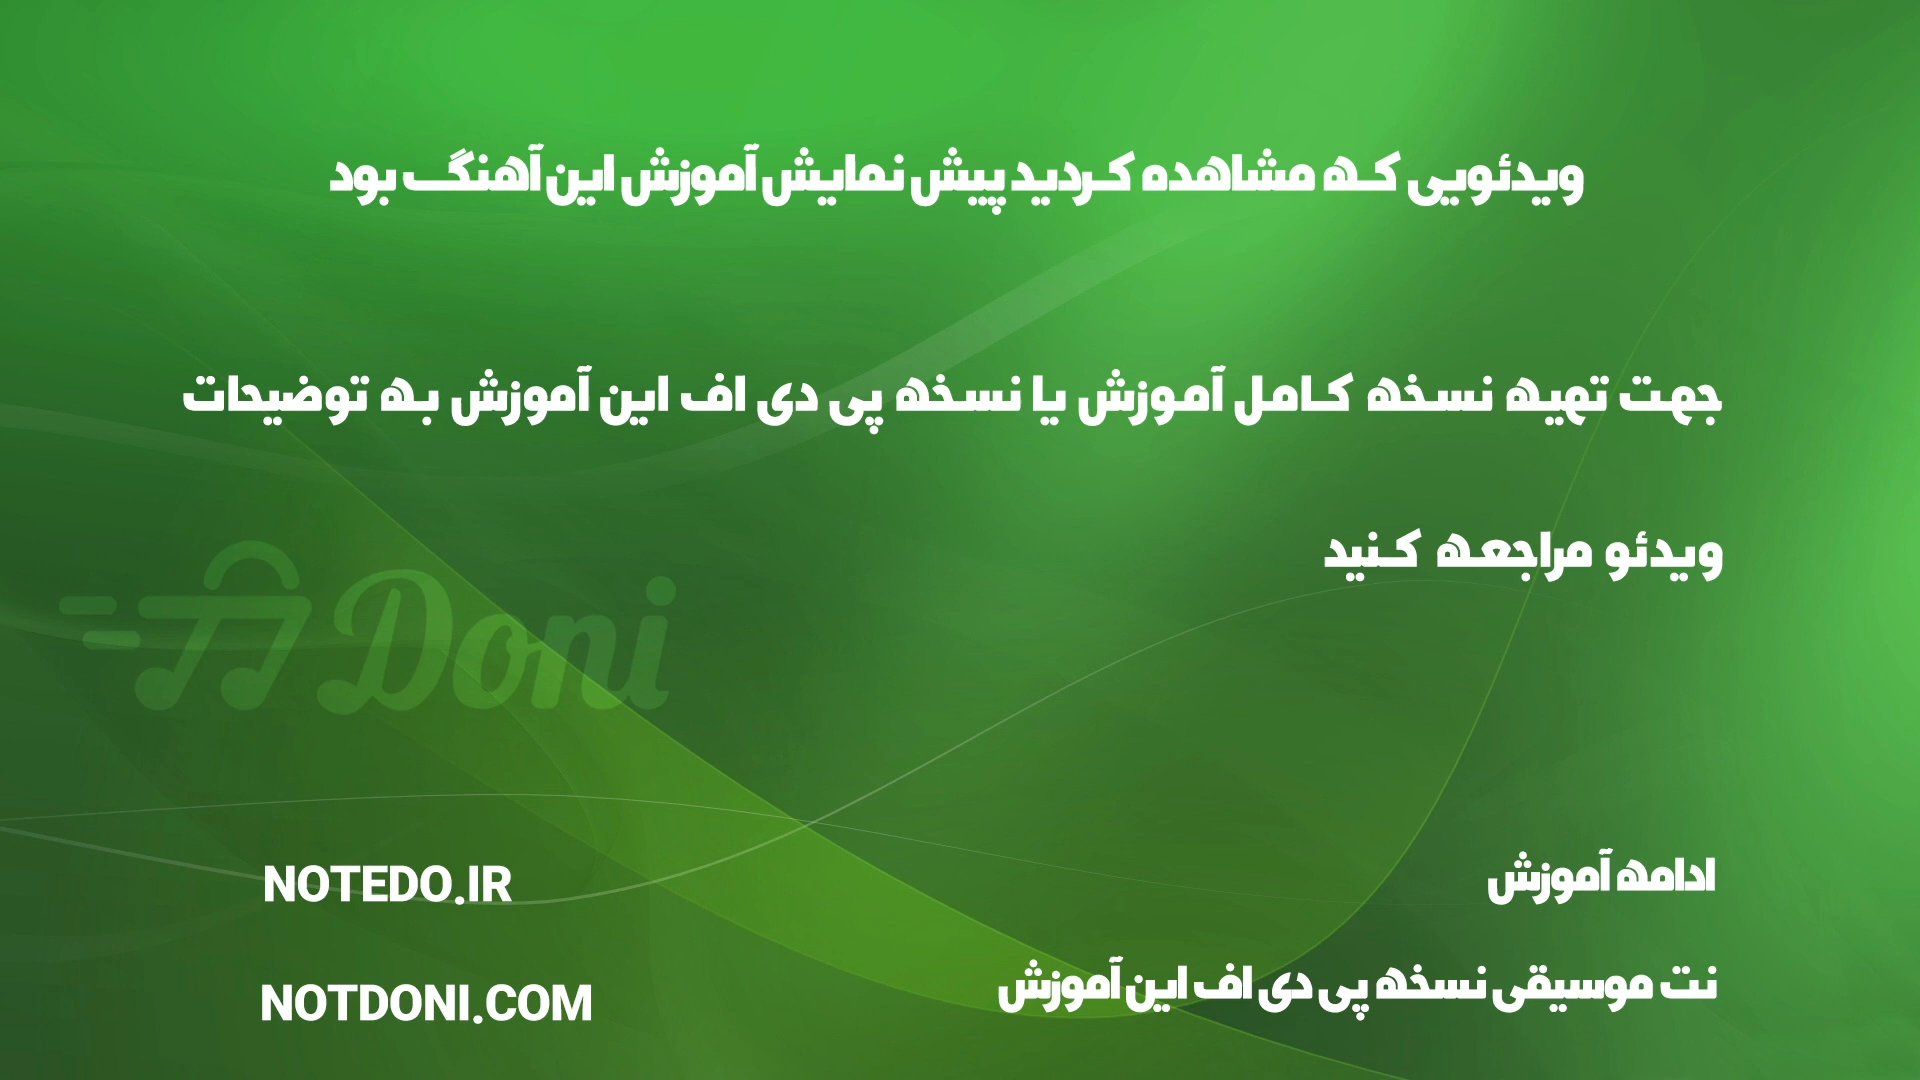 ویدئویی که مشاهده کردید پیش نمایش آموزش این آهنگ بود
جهت تهیه نسخه کامل آموزش یا نسخه پی دی اف این آموزش به توضیحات
ویدئو مراجعه کنید
Doni
ادامه آموزش
NOTEDO.IR
نت موسیقی نسخه پی دی اف این آموزش
NOTDONI.COM